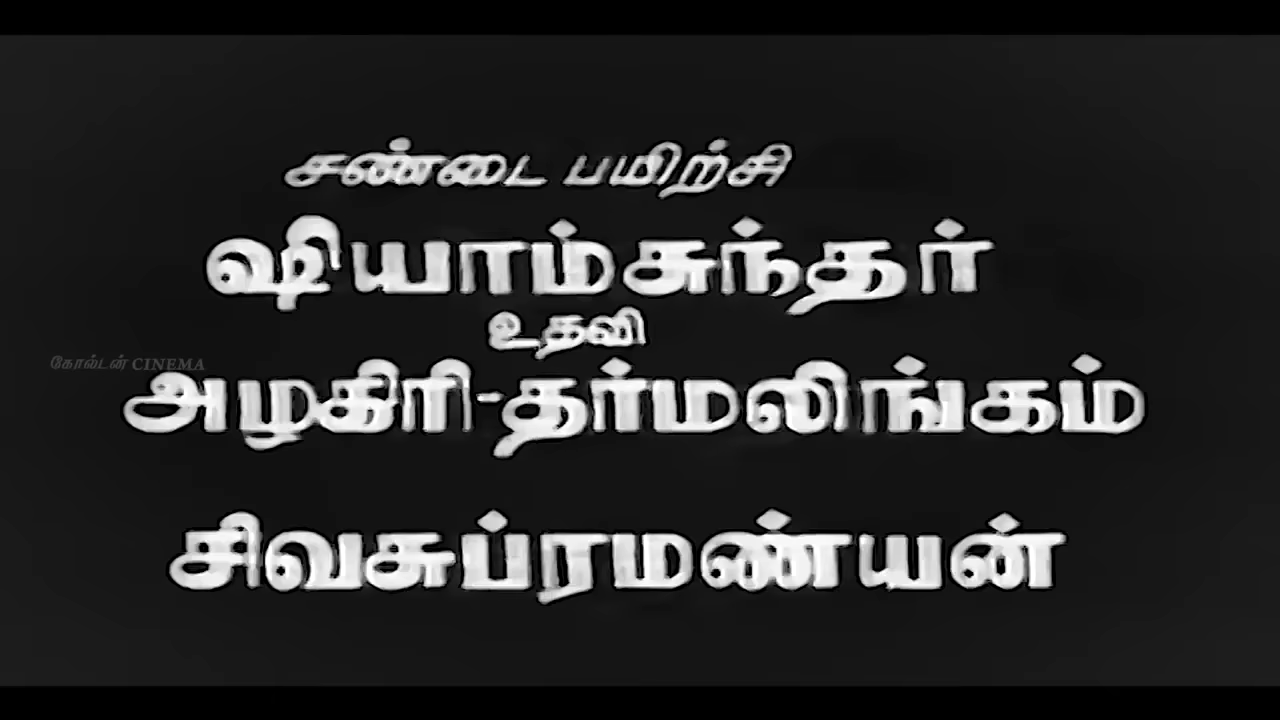 சண்டை பயிற்சி
ஷியாம்சுந்தர்
உதவி
கோல்டன் CINEMA
அழகிரி-தர்மலிங்கம்
சிவசுப்ரமண்யன்